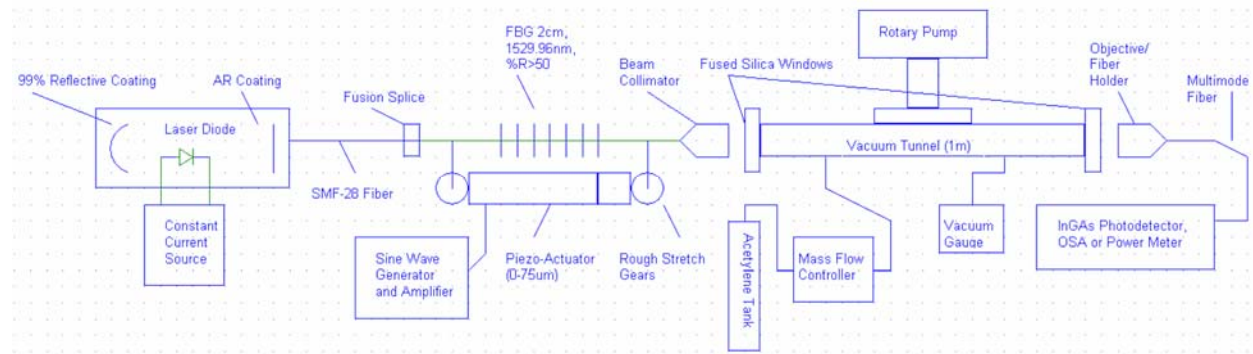 99% Reflective Coating
AR Coating
Laser Diode
Constant
Current
Source
SMF-28 Fiber
Fusion Splice
FBG 2cm,
1529.96nm,
%R>50
Beam
Collimator
Sine Wave
Generator
and Amplifier
Piezo-Actuator
(0-75um)
Rough Stretch
Gears
Fused Silica Windows
Rotary Pump
Vacuum Tunnel (1m)
Acetylene Tank
Mass Flow
Controller
Vacuum
Gauge
Objective/
Fiber
Holder
Multimode
Fiber
InGAs Photodetector,
OSA or Power Meter